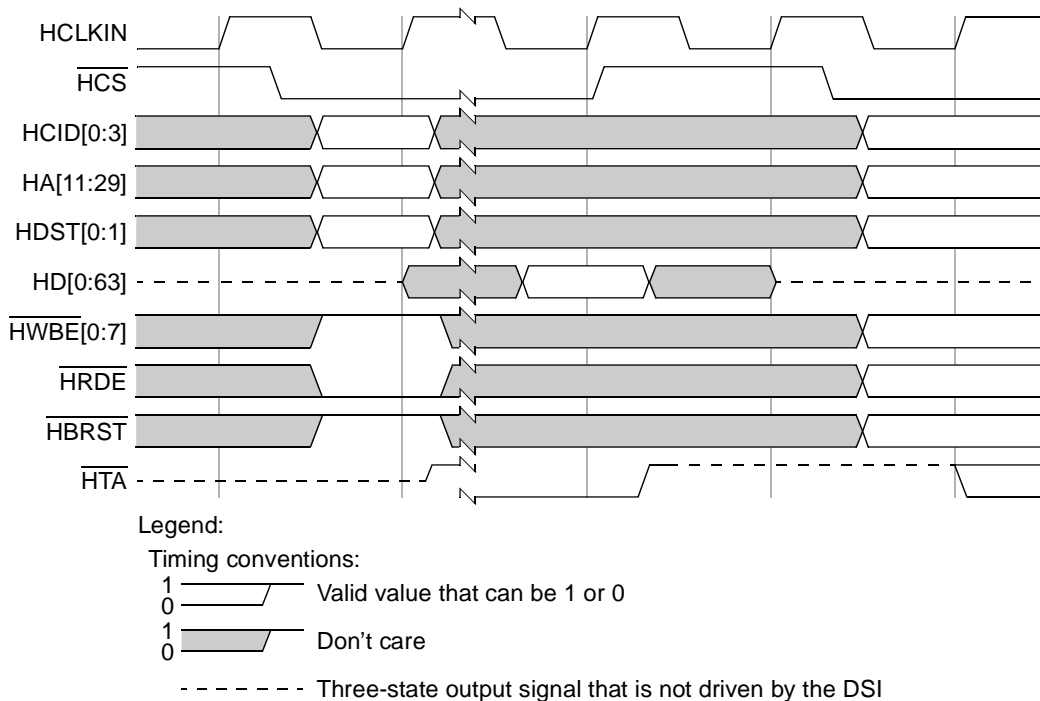 HCLKIN
HCS
HCID[0:3]
HA[11:29]
HDST[0:1]
HD[0:63]
HWBE[0:7]
HRDE
HBRST
HTA
Legend:
Timing conventions:
1
0
Valid value that can be 1 or 0
1
0
Don't care
Three-state output signal that is not driven by the DSI